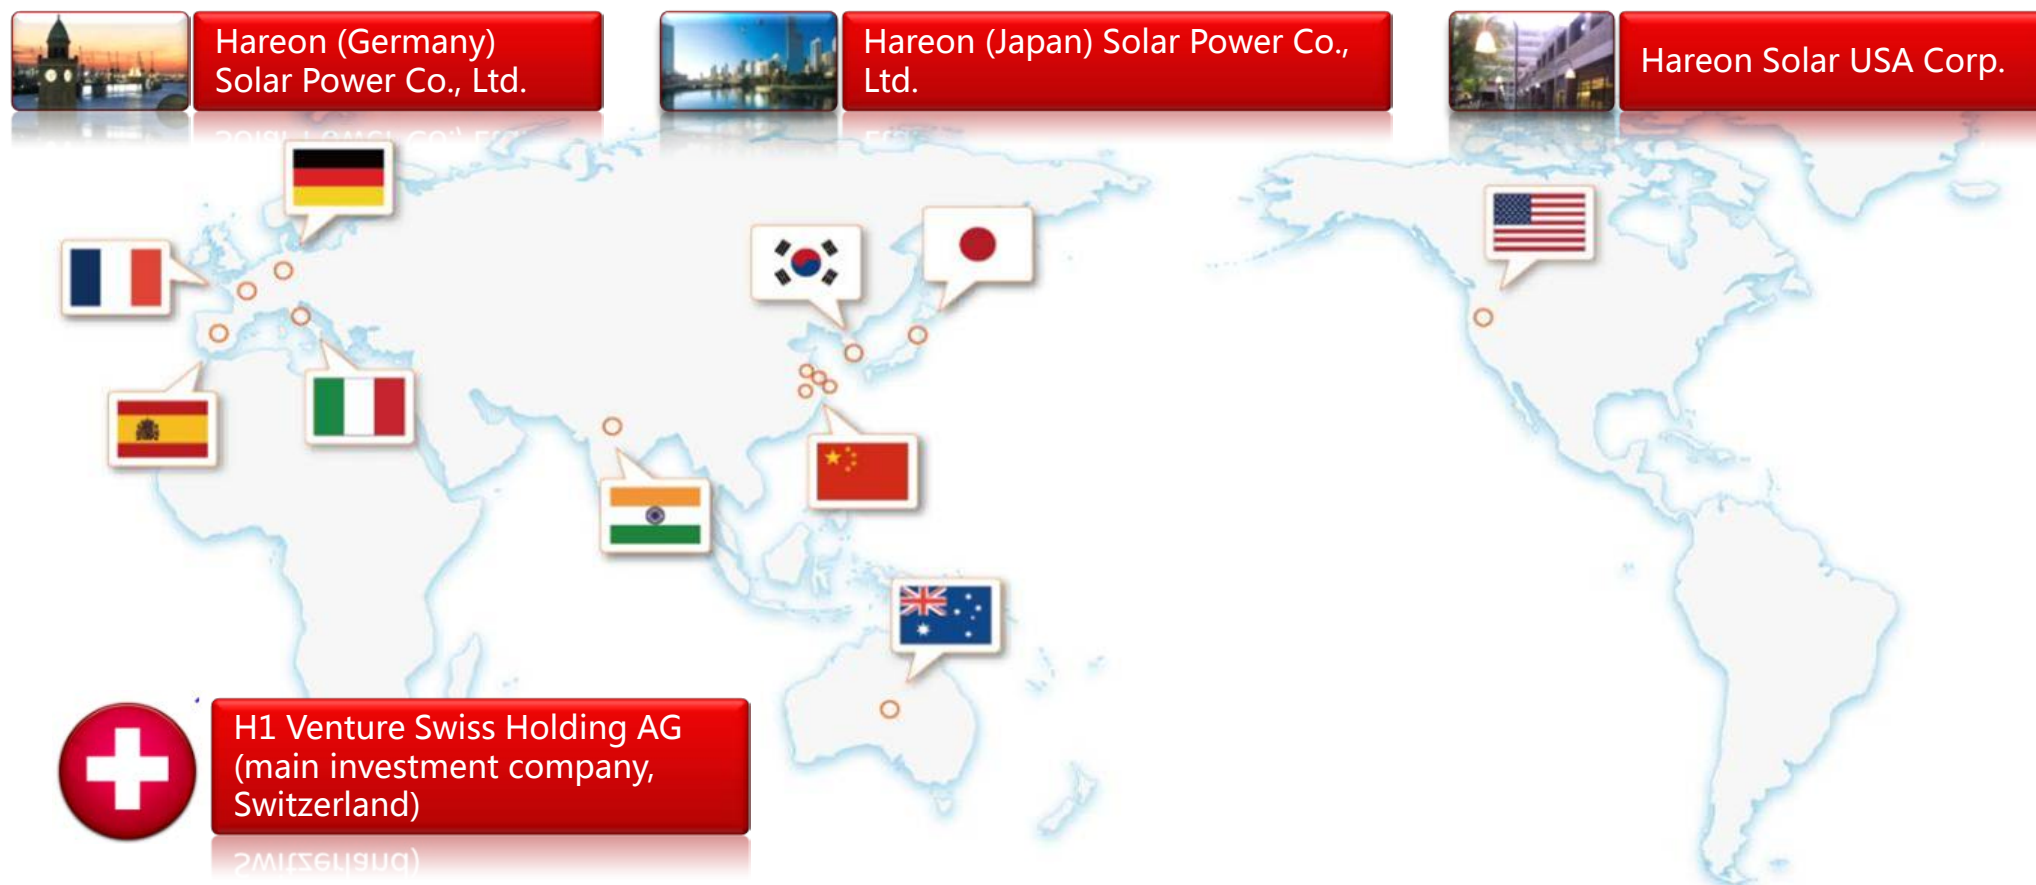 Hareon (Germany)
Solar Power Co., Ltd.
Hareon (Japan) Solar Power Co.,
Ltd.
Hareon Solar USA Corp.
H1 Venture Swiss Holding AG
(main investment company,
Switzerland)